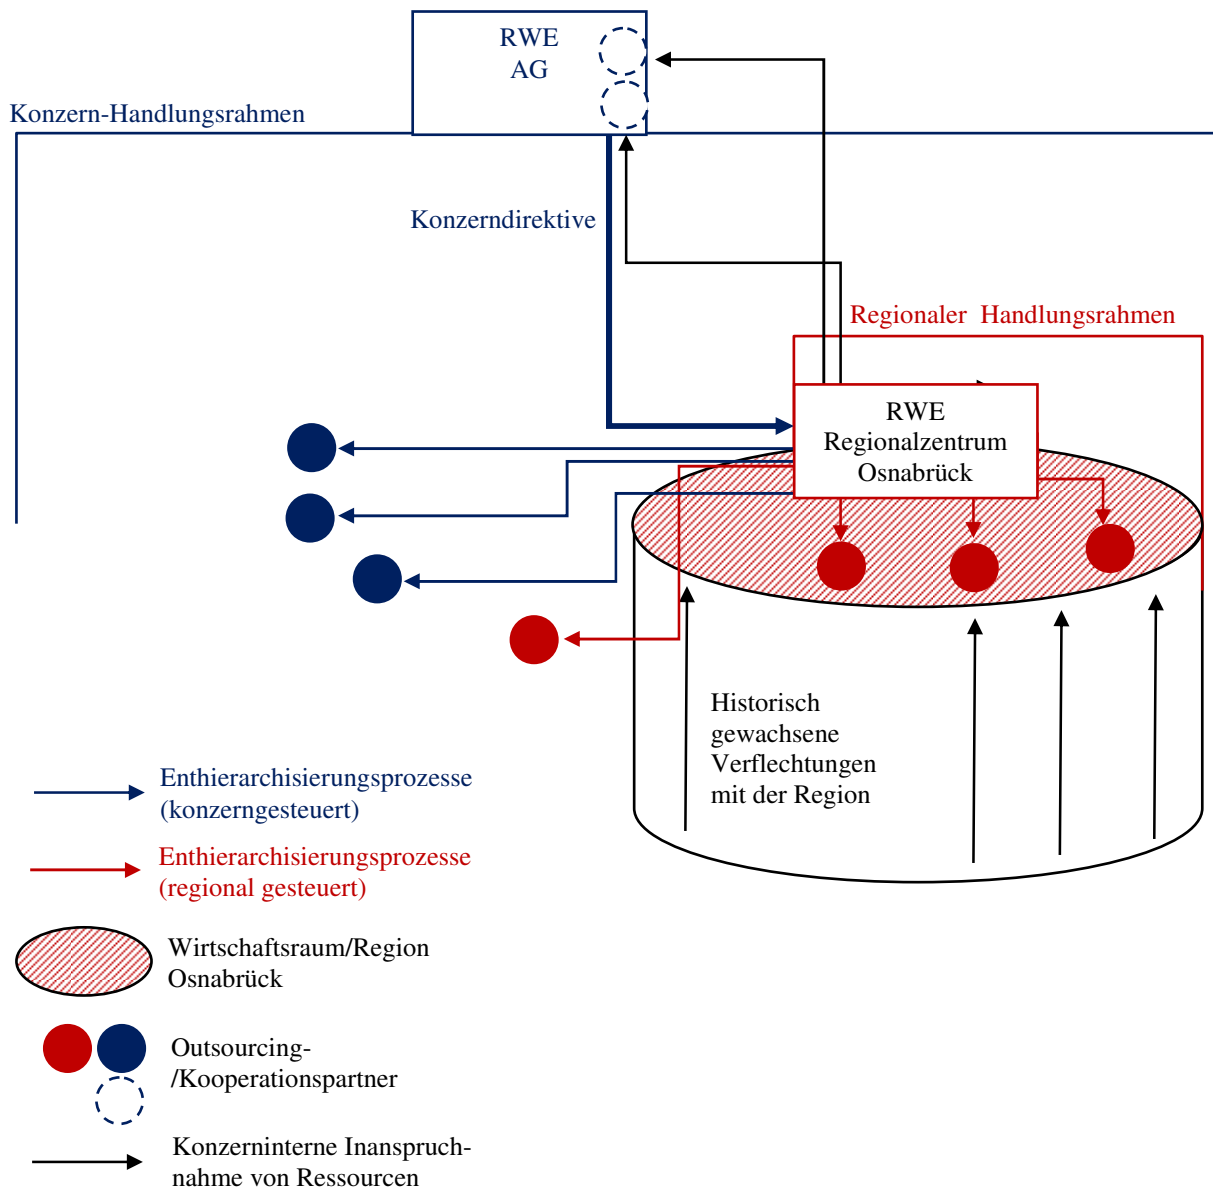 RWE
AG
Konzern-Handlungsrahmen
Konzerndirektive
Regionaler Handlungsrahmen
RWE
Regionalzentrum
Osnabrück
Historisch
gewachsene
Verflechtungen
mit der Region
Enthierarchisierungsprozesse
(konzerngesteuert)
Enthierarchisierungsprozesse
(regional gesteuert)
Wirtschaftsraum/Region
Osnabrück
Outsourcing-
/Kooperationspartner
Konzerninterne Inanspruch-
nahme von Ressourcen